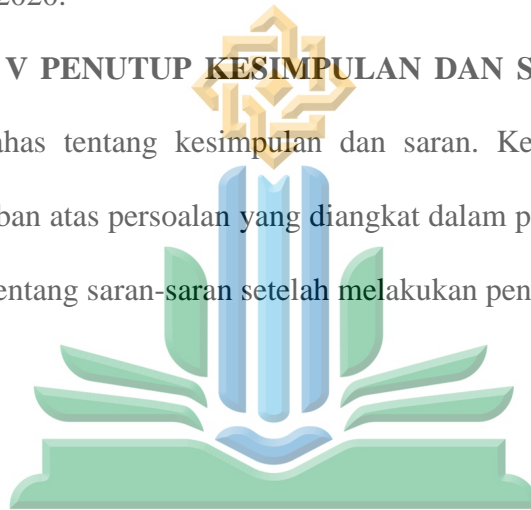 2020.
V PENUTUP KESIMPULAN DAN S
ahas tentang kesimpulan dan saran. Ke
ban atas persoalan yang diangkat dalam p
entang saran-saran setelah melakukan pen